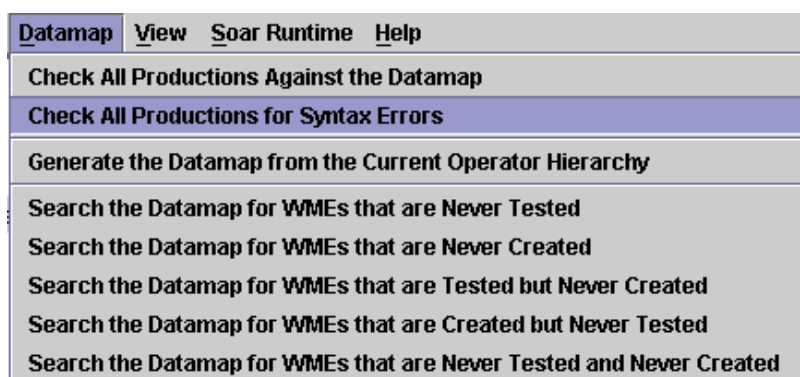 Datamap View Soar Runtime Help
Check All Productions Against the Datamap
Check All Productions for Syntax Errors
Generate the Datamap from the Current Operator Hierarchy
Search the Datamap for WMEs that are Never Tested
Search the Datamap for WMEs that are Never Created
Search the Datamap for WMEs that are Tested but Never Created
Search the Datamap for WMEs that are Created but Never Tested
Search the Datamap for WMEs that are Never Tested and Never Created